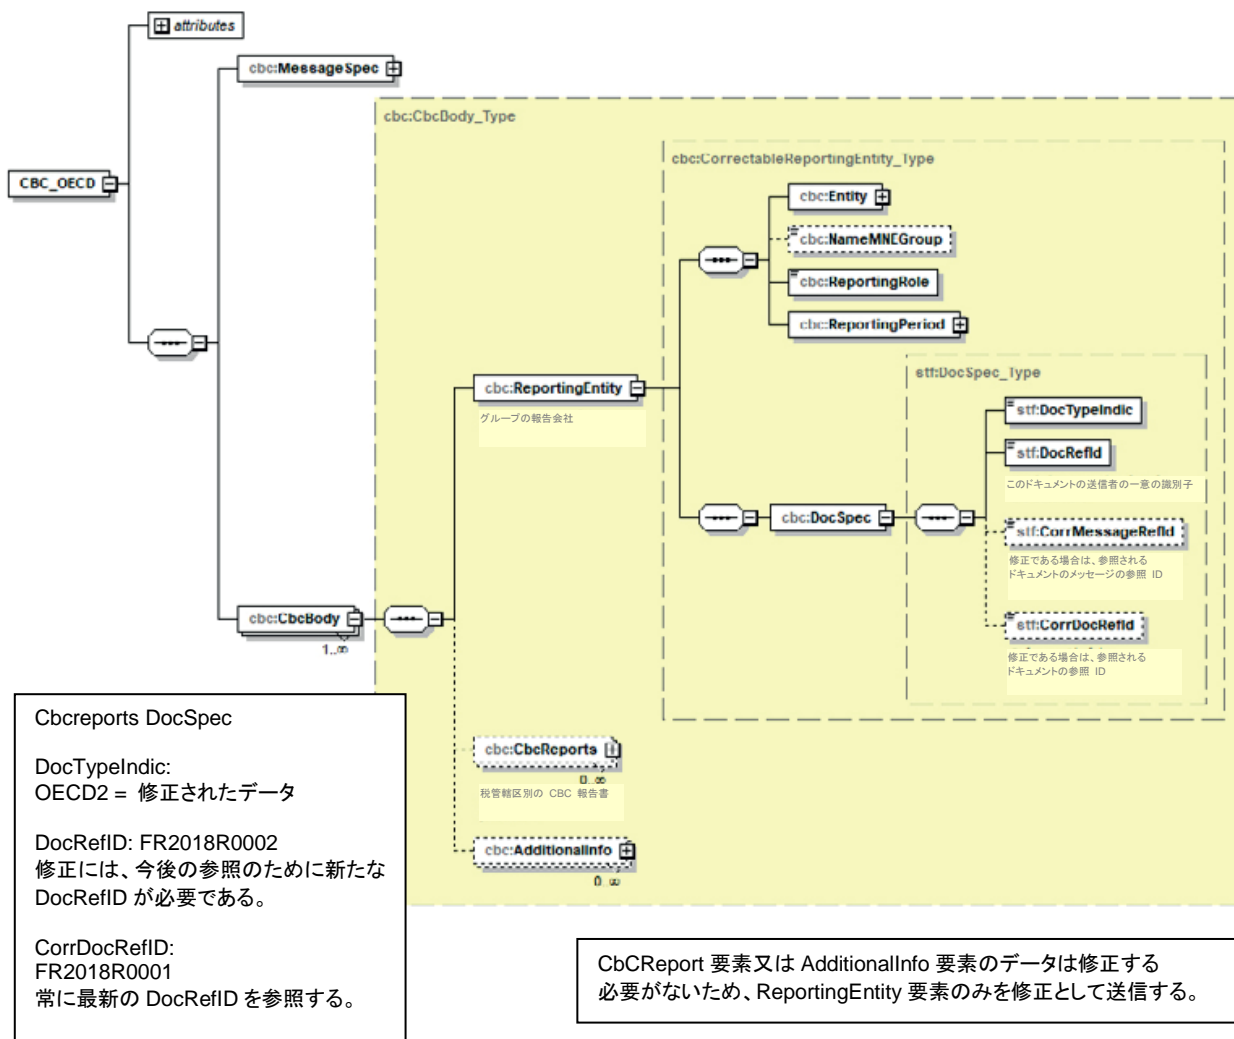 attributes
cbc:MessageSpec
cbc:CbcBody_Type
cbc:CorrectableReportingEntity_Type
CBC_OECD
cbc:Entity
cbc:NameMNEGroup
cbc:ReportingRole
cbc:ReportingPeriod
stf:DocSpec_Type
cbc:ReportingEntity
グループの報告会社
stf:DocTypeIndic
stf:DocRefId
このドキュメントの送信者の一意の識別子
cbc:DocSpec
stf:CorrMessageRefId
修正である場合は、参照される
ドキュメントのメッセージの参照 ID
cbc:CbcBody
1..∞
stf:CorrDocRefId
修正である場合は、参照される
ドキュメントの参照 ID
cbc:CbcReports
0..∞
税管轄区別の CBC 報告書
cbc:AdditionalInfo
0..∞
Cbcreports DocSpec
DocTypeIndic:
OECD2 = 修正されたデータ
DocRefID: FR2018R0002
修正には、今後の参照のために新たな
DocRefID が必要である。
CorrDocRefID:
FR2018R0001
常に最新の DocRefID を参照する。
CbCReport 要素又は AdditionalInfo 要素のデータは修正する
必要がないため、ReportingEntity 要素のみを修正として送信する。